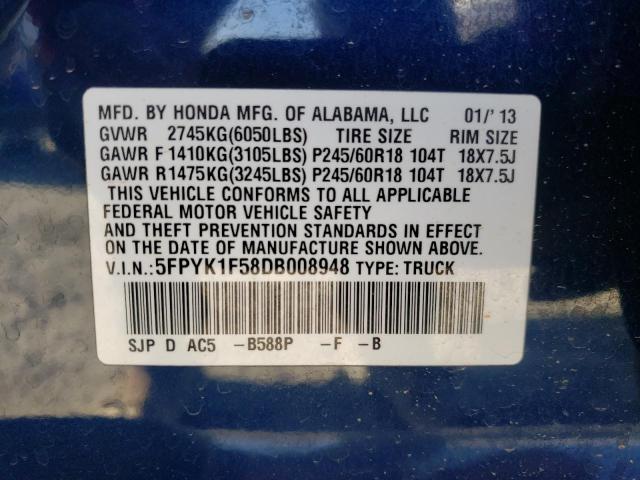 MFD. BY HONDA MFG. OF ALABAMA, LLC 01/'13
GVWR 2745KG(6050LBS) TIRE SIZE RIM SIZE
GAWR F1410KG(3105LBS) P245/60R18 104T 18X7.5J
GAWR R1475KG(3245LBS) P245/60R18 104T 18X7.5J
THIS VEHICLE CONFORMS TO ALL APPLICABLE
FEDERAL MOTOR VEHICLE SAFETY
AND THEFT PREVENTION STANDARDS IN EFFECT
ON THE DATE OF MANUFACTURE SHOWN ABOVE.
V.I.N.:5FPYK1F58DB008948 TYPE: TRUCK
SJP D AC5 -B588P -F -B